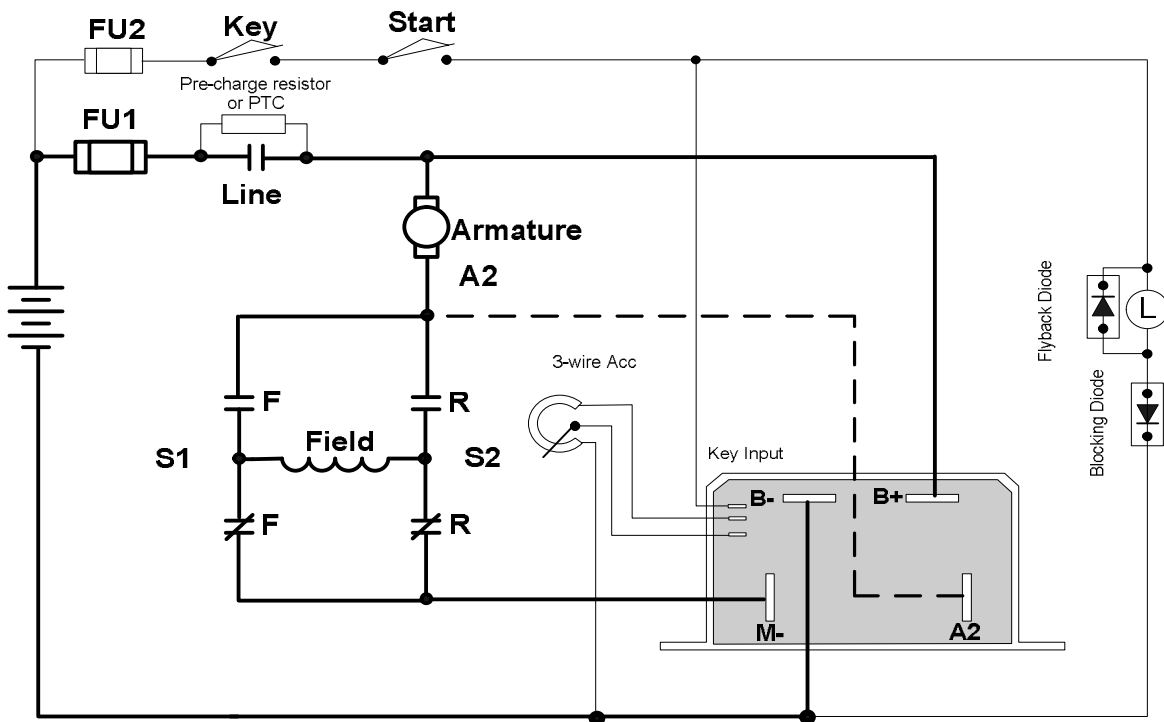 FU2
Key
Start
Pre-charge resistor
or PTC
FU1
Line
Armature
A2
Flyback Diode
L
3-wire Acc
Blocking Diode
F
R
Field
S1
S2
Key Input
B-
B+
F
R
M-
A2